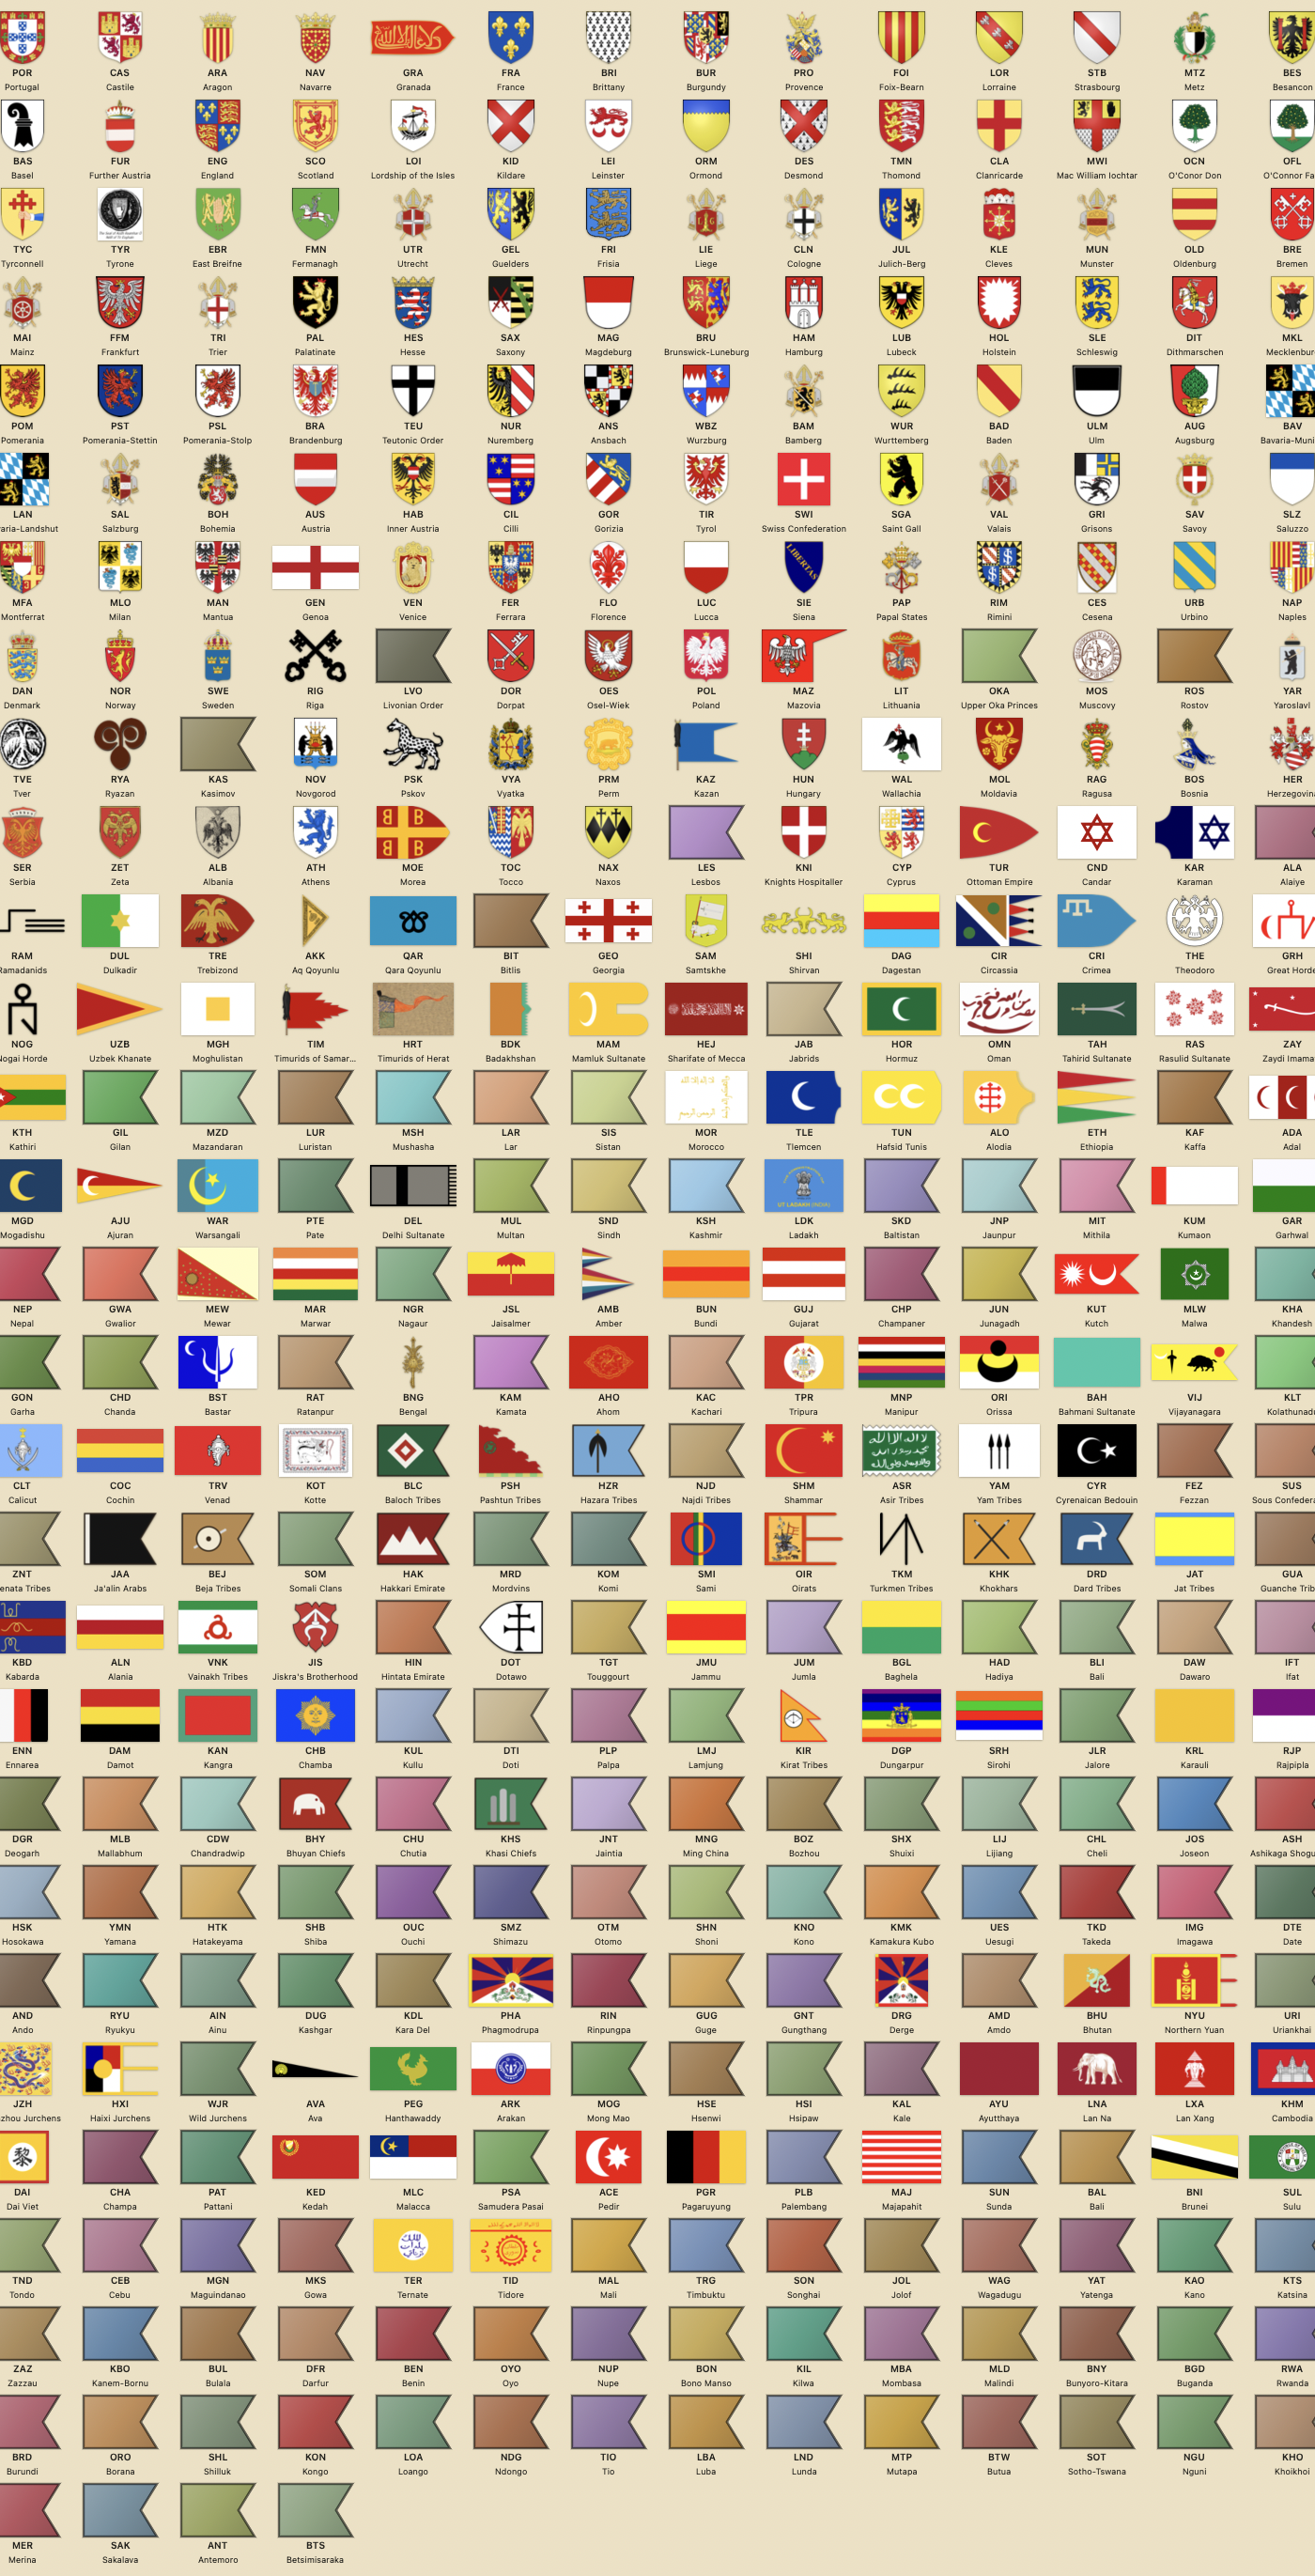 POR CAS ARA NAV GRA FRA BRI BUR PRO FOI LOR STB MTZ BES
Portugal Castile Aragon Navarre Granada France Brittany Burgundy Provence Foix-Bearn Lorraine Strasbourg Metz Besancon
BAS FUR ENG SCO LOI KID LEI ORM DES TMN CLA MWI OCN OFL
Basel Further Austria England Scotland Lordship of the Isles Kildare Leinster Ormond Desmond Thomond Clanricarde Mac William Iochtar O'Conor Don O'Connor Fa
TYC TYR EBR FMN UTR GEL FRI LIE CLN JUL KLE MUN OLD BRE
Tyrconnell Tyrone East Breifne Fermanagh Utrecht Guelders Frisia Liege Cologne Julich-Berg Cleves Munster Oldenburg Bremen
MAI FFM TRI PAL HES SAX MAG BRU HAM LUB HOL SLE DIT MKL
Mainz Frankfurt Trier Palatinate Hesse Saxony Magdeburg Brunswick-Luneburg Hamburg Lubeck Holstein Schleswig Dithmarschen Mecklenbur
POM PST PSL BRA TEU NUR ANS WBZ BAM WUR BAD ULM AUG BAV
Pomerania Pomerania-Stettin Pomerania-Stolp Brandenburg Teutonic Order Nuremberg Ansbach Wurzburg Bamberg Wurttemberg Baden Ulm Augsburg Bavaria-Muni
LAN SAL BOH AUS HAB CIL GOR TIR SWI SGA VAL GRI SAV SLZ
varia-Landshut Salzburg Bohemia Austria Inner Austria Cilli Gorizia Tyrol Swiss Confederation Saint Gall Valais Grisons Savoy Saluzzo
LIBERTAS
MFA MLO MAN GEN VEN FER FLO LUC SIE PAP RIM CES URB NAP
Montferrat Milan Mantua Genoa Venice Ferrara Florence Lucca Siena Papal States Rimini Cesena Urbino Naples
DAN NOR SWE RIG LVO DOR OES POL MAZ LIT OKA MOS ROS YAR
Denmark Norway Sweden Riga Livonian Order Dorpat Osel-Wiek Poland Mazovia Lithuania Upper Oka Princes Muscovy Rostov Yaroslavl
TVE RYA KAS NOV PSK VYA PRM KAZ HUN WAL MOL RAG BOS HER
Tver Ryazan Kasimov Novgorod Pskov Vyatka Perm Kazan Hungary Wallachia Moldavia Ragusa Bosnia Herzegovin
SER ZET ALB ATH MOE TOC NAX LES KNI CYP TUR CND KAR ALA
Serbia Zeta Albania Athens Morea Tocco Naxos Lesbos Knights Hospitaller Cyprus Ottoman Empire Candar Karaman Alaiye
RAM DUL TRE AKK QAR BIT GEO SAM SHI DAG CIR CRI THE GRH
Ramadanids Dulkadir Trebizond Aq Qoyunlu Qara Qoyunlu Bitlis Georgia Samtskhe Shirvan Dagestan Circassia Crimea Theodoro Great Horde
NOG UZB MGH TIM HRT BDK MAM HEJ JAB HOR OMN TAH RAS ZAY
Nogai Horde Uzbek Khanate Moghulistan Timurids of Samar... Timurids of Herat Badakhshan Mamluk Sultanate Sharifate of Mecca Jabrids Hormuz Oman Tahirid Sultanate Rasulid Sultanate Zaydi Imama
KTH GIL MZD LUR MSH LAR SIS MOR TLE TUN ALO ETH KAF ADA
Kathiri Gilan Mazandaran Luristan Mushasha Lar Sistan Morocco Tlemcen Hafsid Tunis Alodia Ethiopia Kaffa Adal
MGD AJU WAR PTE DEL MUL SND KSH LDK SKD JNP MIT KUM GAR
Mogadishu Ajuran Warsangali Pate Delhi Sultanate Multan Sindh Kashmir Ladakh Baltistan Jaunpur Mithila Kumaon Garhwal
NEP GWA MEW MAR NGR JSL AMB BUN GUJ CHP JUN KUT MLW KHA
Nepal Gwalior Mewar Marwar Nagaur Jaisalmer Amber Bundi Gujarat Champaner Junagadh Kutch Malwa Khandesh
GON CHD BST RAT BNG KAM AHO KAC TPR MNP ORI BAH VIJ KLT
Garha Chanda Bastar Ratanpur Bengal Kamata Ahom Kachari Tripura Manipur Orissa Bahmani Sultanate Vijayanagara Kolathunadu
CLT COC TRV KOT BLC PSH HZR NJD SHM ASR YAM CYR FEZ SUS
Calicut Cochin Venad Kotte Baloch Tribes Pashtun Tribes Hazara Tribes Najdi Tribes Shammar Asir Tribes Yam Tribes Cyrenaican Bedouin Fezzan Sous Confeder
ZNT JAA BEJ SOM HAK MRD KOM SMI OIR TKM KHK DRD JAT GUA
enata Tribes Ja'alin Arabs Beja Tribes Somali Clans Hakkari Emirate Mordvins Komi Sami Oirats Turkmen Tribes Khokhars Dard Tribes Jat Tribes Guanche Trib
KBD ALN VNK JIS HIN DOT TGT JMU JUM BGL HAD BLI DAW IFT
Kabarda Alania Vainakh Tribes Jiskra's Brotherhood Hintata Emirate Dotawo Touggourt Jammu Jumla Baghela Hadiya Bali Dawaro Ifat
ENN DAM KAN CHB KUL DTI PLP LMJ KIR DGP SRH JLR KRL RJP
Ennarea Damot Kangra Chamba Kullu Doti Palpa Lamjung Kirat Tribes Dungarpur Sirohi Jalore Karauli Rajpipla
DGR MLB CDW BHY CHU KHS JNT MNG BOZ SHX LIJ CHL JOS ASH
Deogarh Mallabhum Chandradwip Bhuyan Chiefs Chutia Khasi Chiefs Jaintia Ming China Bozhou Shuixi Lijiang Cheli Joseon Ashikaga Shogu
HSK YMN HTK SHB OUC SMZ OTM SHN KNO KMK UES TKD IMG DTE
Hosokawa Yamana Hatakeyama Shiba Ouchi Shimazu Otomo Shoni Kono Kamakura Kubo Uesugi Takeda Imagawa Date
AND RYU AIN DUG KDL PHA RIN GUG GNT DRG AMD BHU NYU URI
Ando Ryukyu Ainu Kashgar Kara Del Phagmodrupa Rinpungpa Guge Gungthang Derge Amdo Bhutan Northern Yuan Uriankhai
JZH HXI WJR AVA PEG ARK MOG HSE HSI KAL AYU LNA LXA KHM
zhou Jurchens Haixi Jurchens Wild Jurchens Ava Hanthawaddy Arakan Mong Mao Hsenwi Hsipaw Kale Ayutthaya Lan Na Lan Xang Cambodia
黎
DAI CHA PAT KED MLC PSA ACE PGR PLB MAJ SUN BAL BNI SUL
Dai Viet Champa Pattani Kedah Malacca Samudera Pasai Pedir Pagaruyung Palembang Majapahit Sunda Bali Brunei Sulu
TND CEB MGN MKS TER TID MAL TRG SON JOL WAG YAT KAO KTS
Tondo Cebu Maguindanao Gowa Ternate Tidore Mali Timbuktu Songhai Jolof Wagadugu Yatenga Kano Katsina
ZAZ KBO BUL DFR BEN OYO NUP BON KIL MBA MLD BNY BGD RWA
Zazzau Kanem-Bornu Bulala Darfur Benin Oyo Nupe Bono Manso Kilwa Mombasa Malindi Bunyoro-Kitara Buganda Rwanda
BRD ORO SHL KON LOA NDG TIO LBA LND MTP BTW SOT NGU KHO
Burundi Borana Shilluk Kongo Loango Ndongo Tio Luba Lunda Mutapa Butua Sotho-Tswana Nguni Khoikhoi
MER SAK ANT BTS
Merina Sakalava Antemoro Betsimisaraka